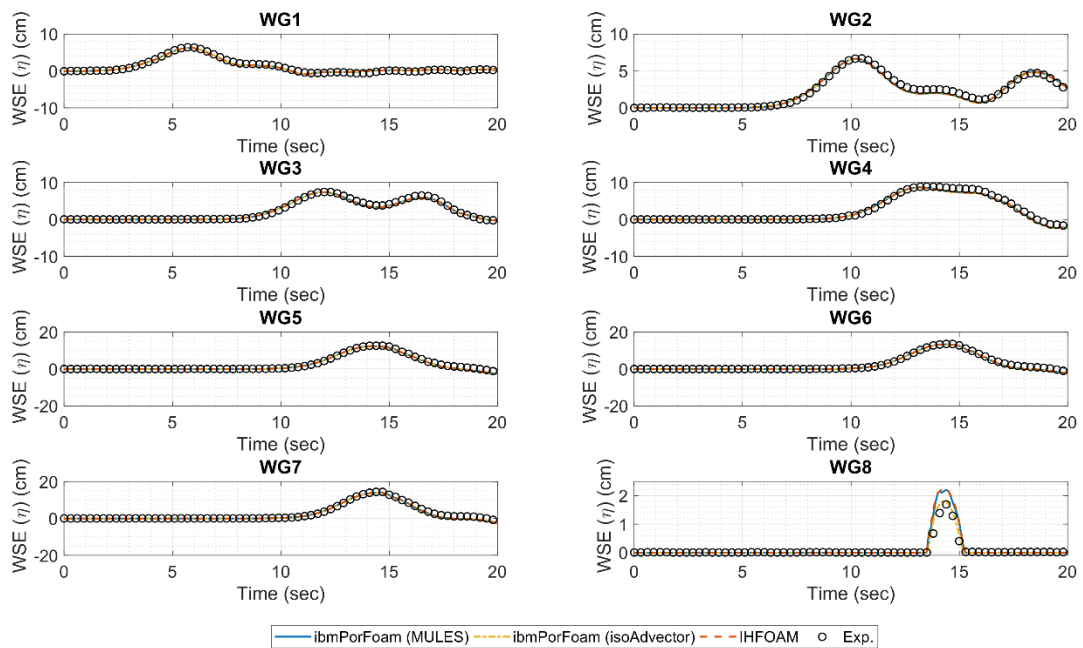 WG1
WSE (η) (cm)
10
0
-10
0 5 10 15 20
Time (sec)
WG2
WSE (η) (cm)
10
5
0
0 5 10 15 20
Time (sec)
WG3
WSE (η) (cm)
10
0
-10
0 5 10 15 20
Time (sec)
WG4
WSE (η) (cm)
10
0
-10
0 5 10 15 20
Time (sec)
WG5
WSE (η) (cm)
20
0
-20
0 5 10 15 20
Time (sec)
WG6
WSE (η) (cm)
20
0
-20
0 5 10 15 20
Time (sec)
WG7
WSE (η) (cm)
20
0
-20
0 5 10 15 20
Time (sec)
WG8
WSE (η) (cm)
2
1
0
0 5 10 15 20
Time (sec)
ibmPorFoam (MULES) ibmPorFoam (isoAdvector) IHFOAM Exp.